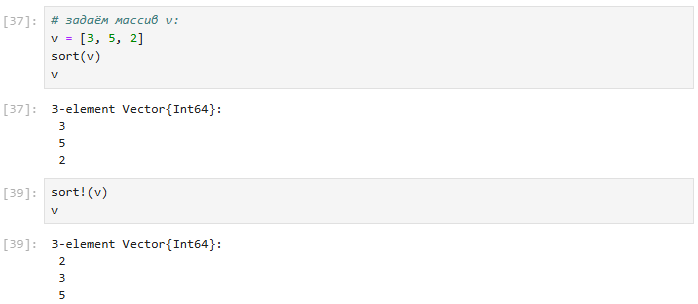 [37]: # задаём массив v:
v = [3, 5, 2]
sort(v)
v
[37]: 3-element Vector{Int64}:
3
5
2
[39]: sort!(v)
v
[39]: 3-element Vector{Int64}:
2
3
5